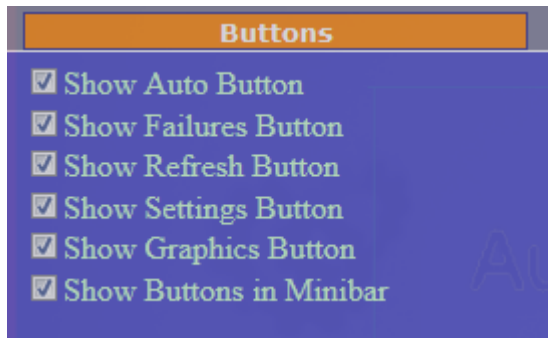 Buttons
Show Auto Button
Show Failures Button
Show Refresh Button
Show Settings Button
Show Graphics Button
Show Buttons in Minibar
Au